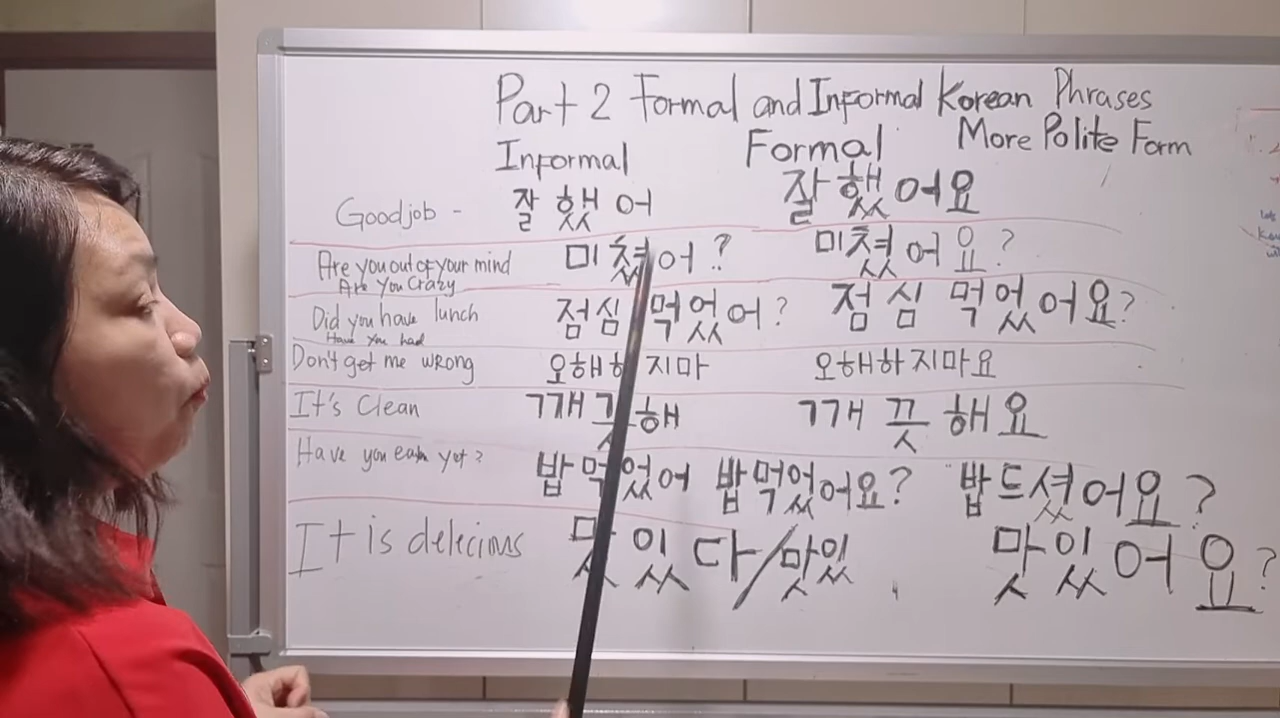 Part 2 Formal and Informal Korean Phrases
Informal Formal More Polite Form
Good job - 잘했어 잘했어요
Are you out of your mind 미쳤어? 미쳤어요?
Are You Crazy
Did you have lunch 점심 먹었어? 점심 먹었어요?
Have You had
Don't get me wrong 오해하지마 오해하지마요
It's Clean 깨끗해 깨끗해요
Have you eaten yet? 밥먹었어 밥먹었어요? 밥드셨어요?
It is delecious 맛있다/맛있 맛있어요?